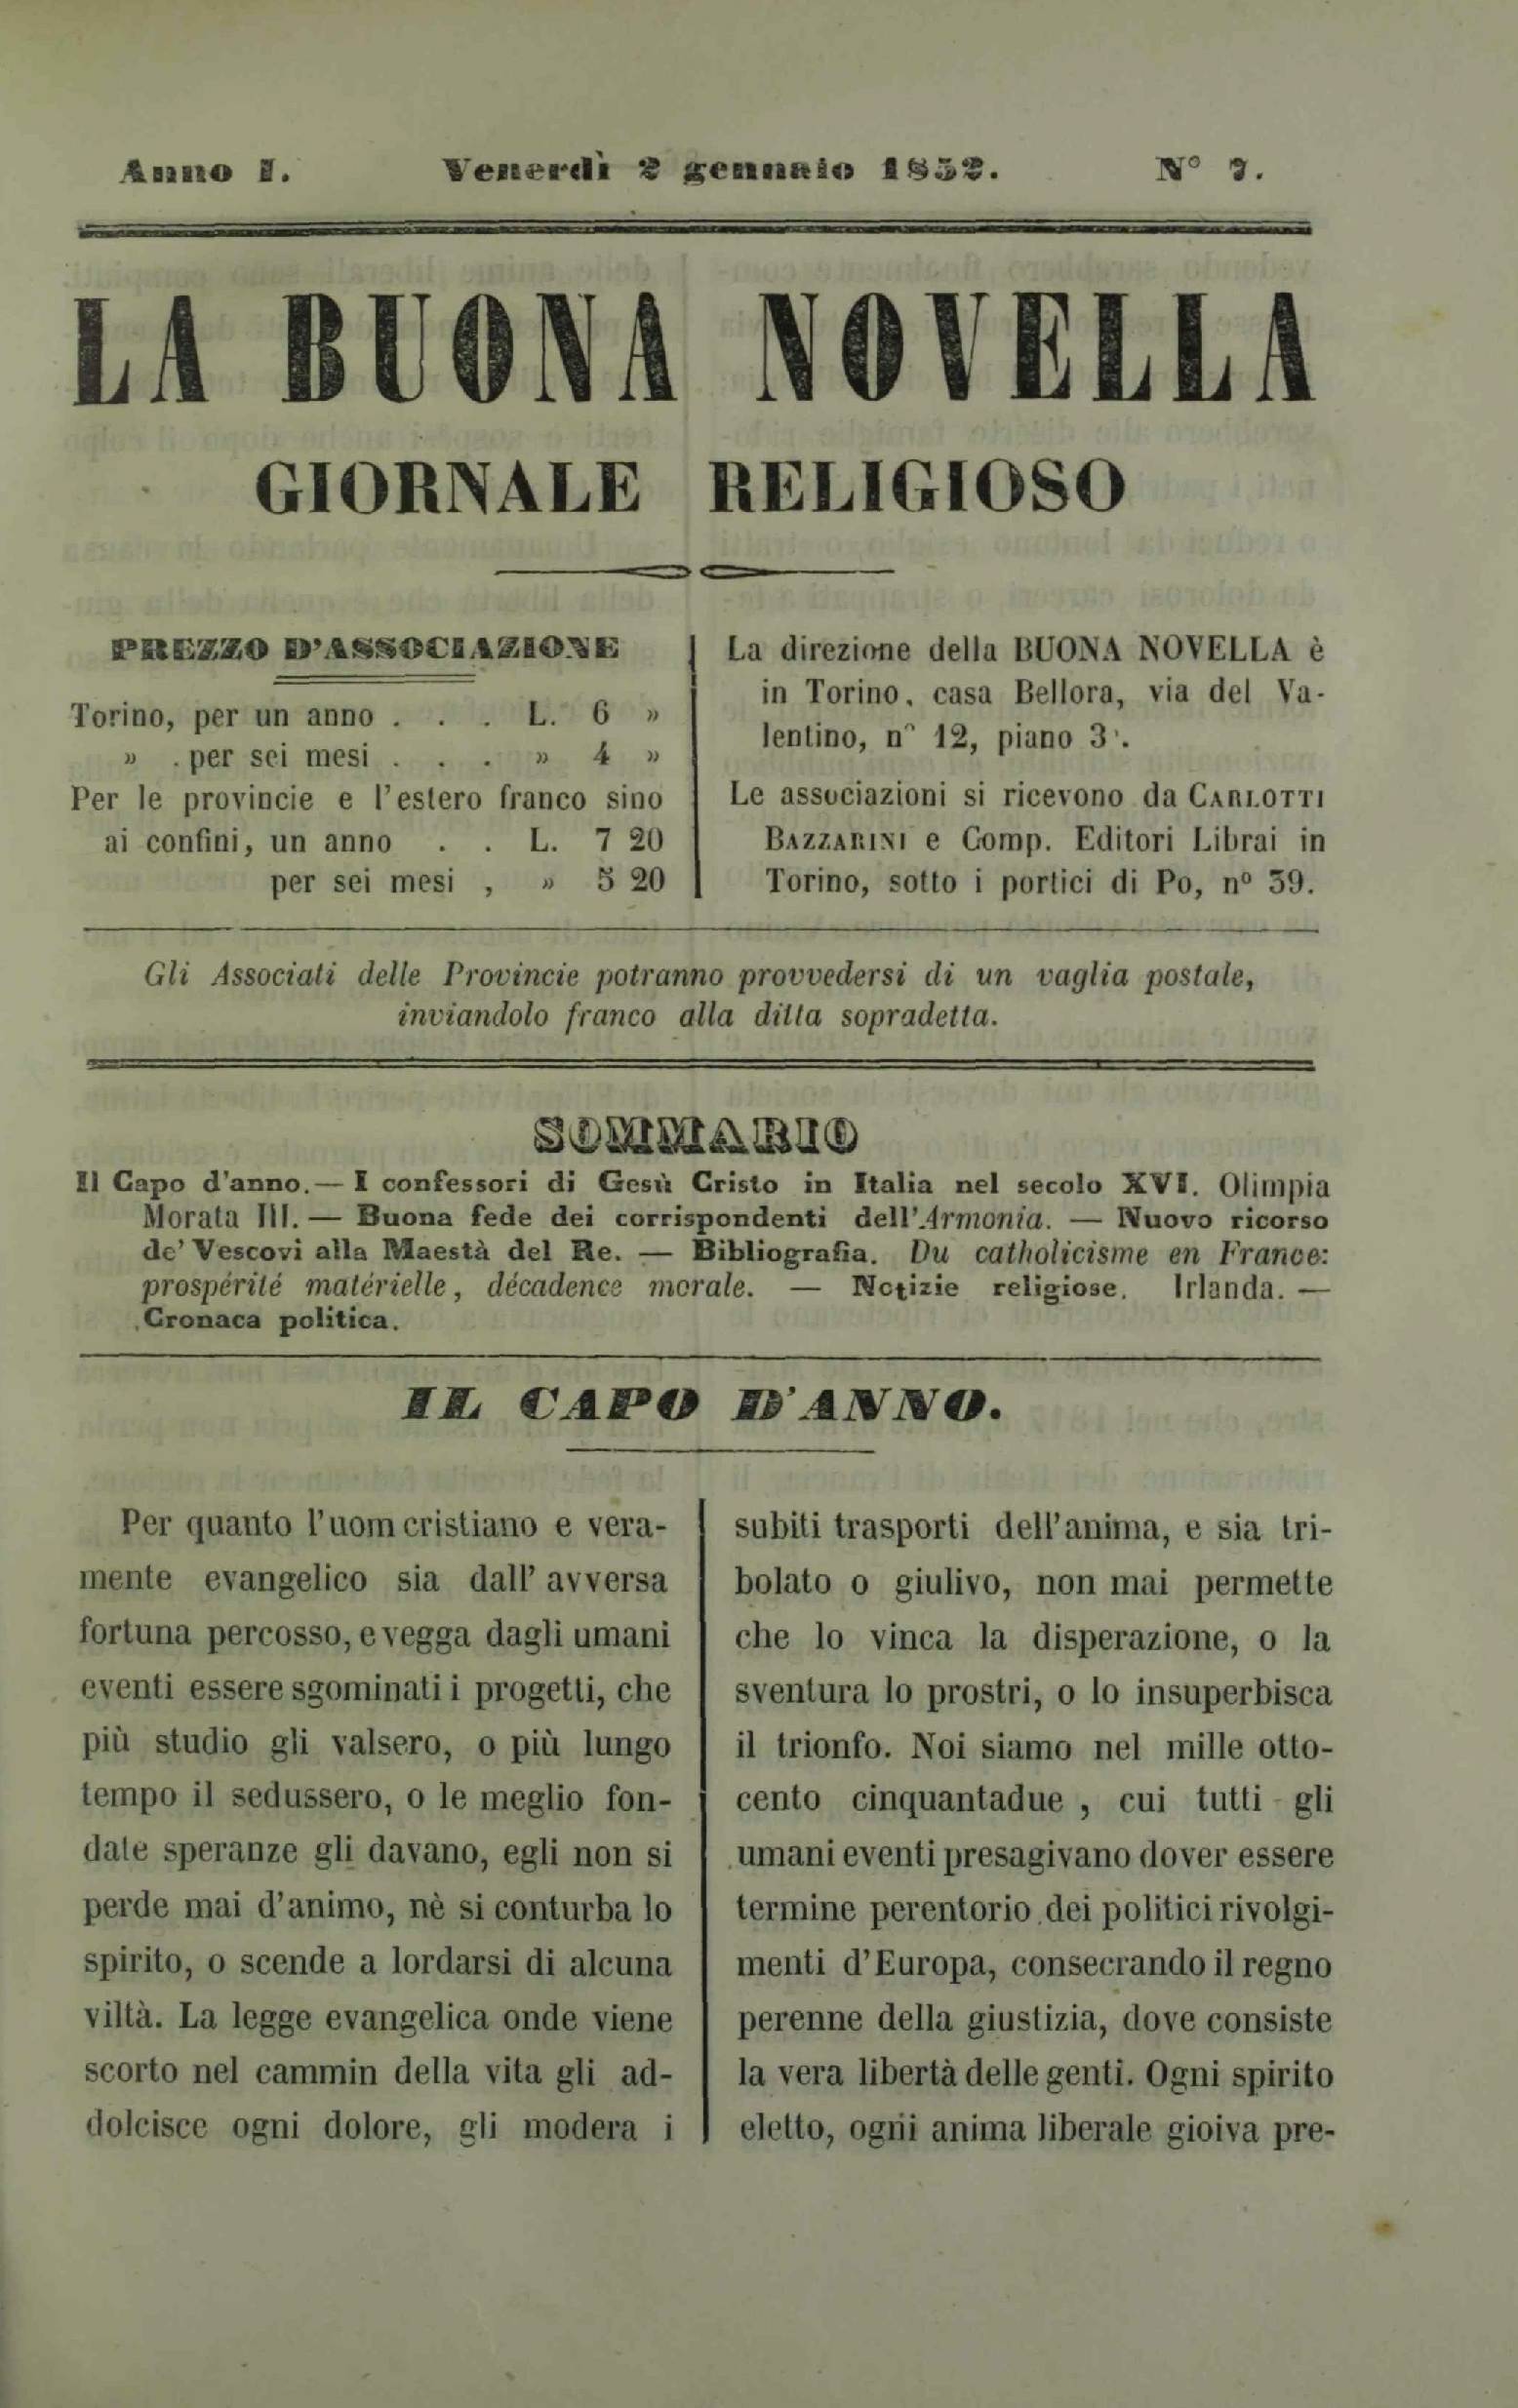 Anno I. Venerdì 2 gennaio 1852. N° 7.
LA BUONA NOVELLA
GIORNALE RELIGIOSO
PREZZO D'ASSOCIAZIONE
Torino, per un anno . . . L. 6 »
» per sei mesi . . . » 4 »
Per le provincie e l'estero franco sino
ai confini, un anno . . L. 7 20
per sei mesi , » 5 20
La direzione della BUONA NOVELLA è
in Torino, casa Bellora, via del Va-
lentino, n° 12, piano 3°.
Le associazioni si ricevono da CARLOTTI
BAZZARINI e Comp. Editori Librai in
Torino, sotto i portici di Po, n° 39.
Gli Associati delle Provincie potranno provvedersi di un vaglia postale,
inviandolo franco alla ditta sopradetta.
SOMMARIO
Il Capo d'anno. — I confessori di Gesù Cristo in Italia nel secolo XVI. Olimpia
Morata III. — Buona fede dei corrispondenti dell'Armonia. — Nuovo ricorso
de' Vescovi alla Maestà del Re. — Bibliografia. Du catholicisme en France:
prospérité matérielle, décadence morale. — Notizie religiose. Irlanda. —
Cronaca politica.
IL CAPO D'ANNO.
Per quanto l'uom cristiano e vera-
mente evangelico sia dall' avversa
fortuna percosso, e vegga dagli umani
eventi essere sgominati i progetti, che
più studio gli valsero, o più lungo
tempo il sedussero, o le meglio fon-
date speranze gli davano, egli non si
perde mai d'animo, nè si conturba lo
spirito, o scende a lordarsi di alcuna
viltà. La legge evangelica onde viene
scorto nel cammin della vita gli ad-
dolcisce ogni dolore, gli modera i
subiti trasporti dell'anima, e sia tri-
bolato o giulivo, non mai permette
che lo vinca la disperazione, o la
sventura lo prostri, o lo insuperbisca
il trionfo. Noi siamo nel mille otto-
cento cinquantadue , cui tutti gli
umani eventi presagivano dover essere
termine perentorio dei politici rivolgi-
menti d'Europa, consecrando il regno
perenne della giustizia, dove consiste
la vera libertà delle genti. Ogni spirito
eletto, ogni anima liberale gioiva pre-